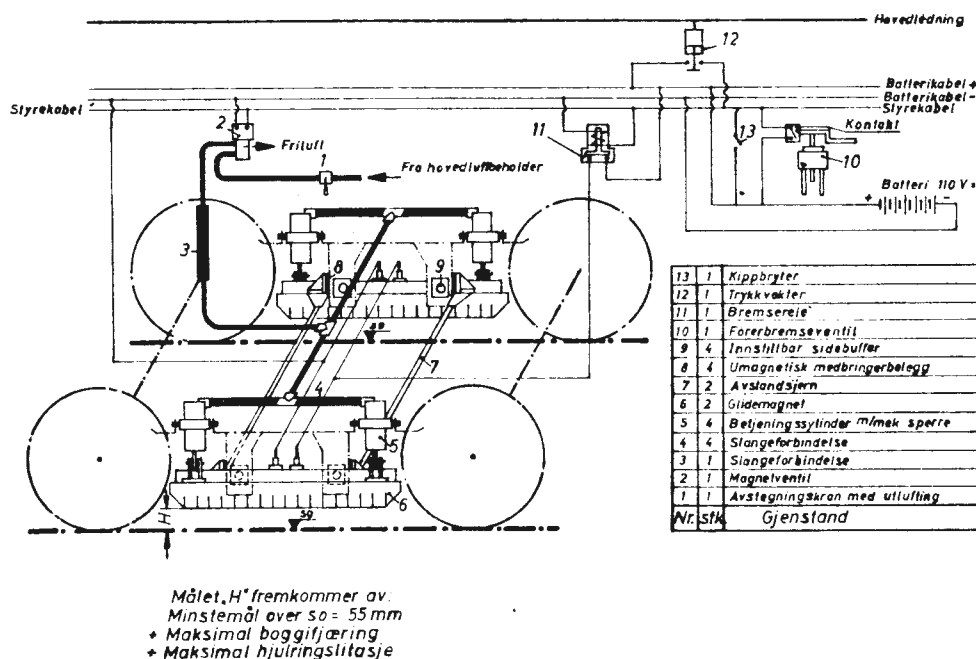 Hovedledning
12
Batterikabel +
Batterikabel -
Styrekabel
Styrekabel
2
Friluft
1
Fra hovedluftbeholder
11
13
Kontakt
10
Batteri 110 V =
+ -
3
8
9
so
7
4
5
6
H
so
13 1 Kippbryter
12 1 Trykkvakter
11 1 Bremserele
10 1 Førerbremseventil
9 4 Innstillbar sidebuffer
8 4 Umagnetisk medbringerbelegg
7 2 Avstandsjern
6 2 Glidemagnet
5 4 Betjeningssylinder m/mek sperre
4 4 Slangeforbindelse
3 1 Slangeforbindelse
2 1 Magnetventil
1 1 Avstegningskran med utlufting
Nr. stk. Gjenstand
Målet „H" fremkommer av:
Minstemål over so = 55 mm
+ Maksimal boggifjæring
+ Maksimal hjulringslitasje